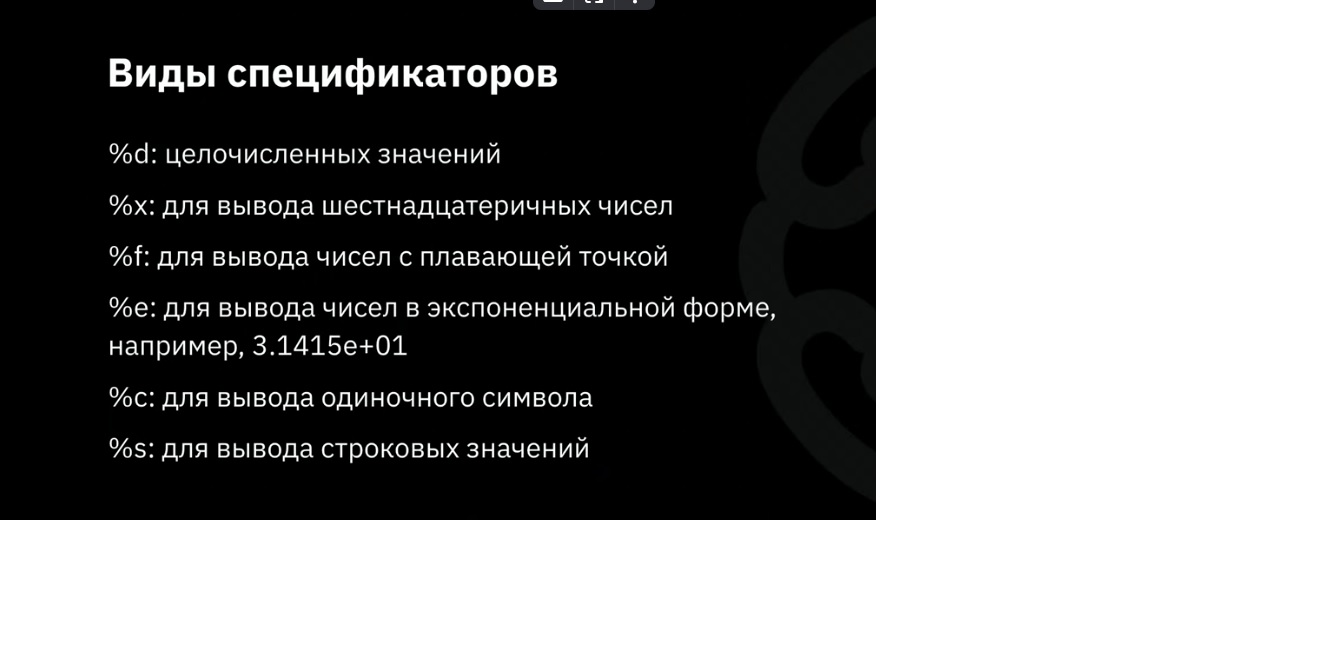 Виды спецификаторов
%d: целочисленных значений
%x: для вывода шестнадцатеричных чисел
%f: для вывода чисел с плавающей точкой
%e: для вывода чисел в экспоненциальной форме,
например, 3.1415e+01
%c: для вывода одиночного символа
%s: для вывода строковых значений